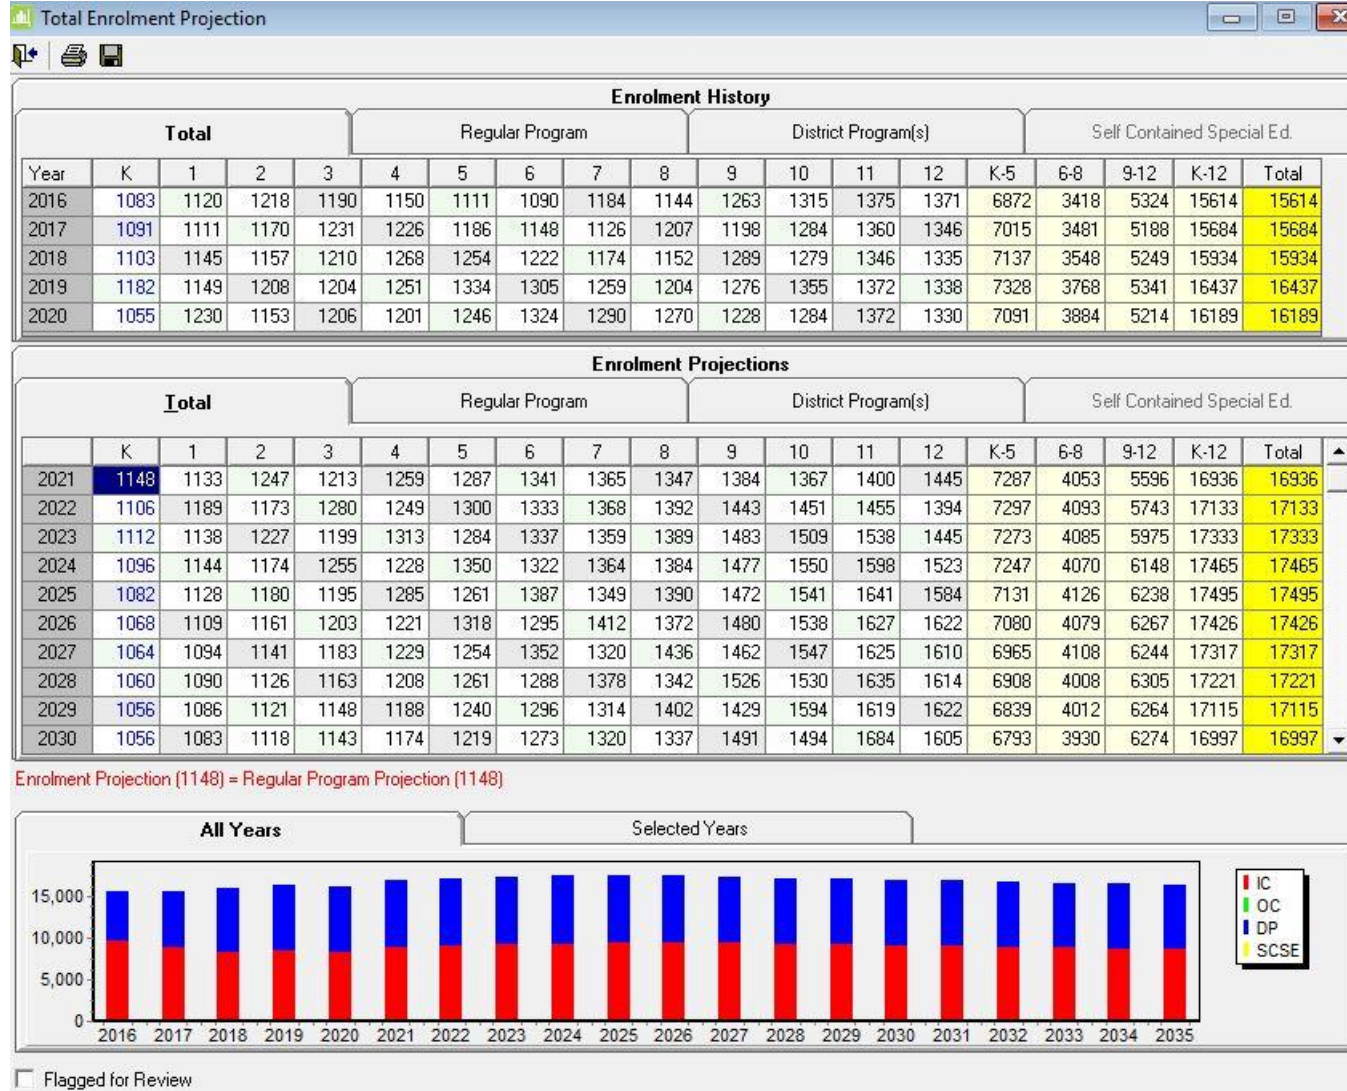 Total Enrolment Projection
Enrolment History
Total Regular Program District Program(s) Self Contained Special Ed.
Year K 1 2 3 4 5 6 7 8 9 10 11 12 K-5 6-8 9-12 K-12 Total
2016 1083 1120 1218 1190 1150 1111 1090 1184 1144 1263 1315 1375 1371 6872 3418 5324 15614 15614
2017 1091 1111 1170 1231 1226 1186 1148 1126 1207 1198 1284 1360 1346 7015 3481 5188 15684 15684
2018 1103 1145 1157 1210 1268 1254 1222 1174 1152 1289 1279 1346 1335 7137 3548 5249 15934 15934
2019 1182 1149 1208 1204 1251 1334 1305 1259 1204 1276 1355 1372 1338 7328 3768 5341 16437 16437
2020 1055 1230 1153 1206 1201 1246 1324 1290 1270 1228 1284 1372 1330 7091 3884 5214 16189 16189
Enrolment Projections
Total Regular Program District Program(s) Self Contained Special Ed.
K 1 2 3 4 5 6 7 8 9 10 11 12 K-5 6-8 9-12 K-12 Total
2021 1148 1133 1247 1213 1259 1287 1341 1365 1347 1384 1367 1400 1445 7287 4053 5596 16936 16936
2022 1106 1189 1173 1280 1249 1300 1333 1368 1392 1443 1451 1455 1394 7297 4093 5743 17133 17133
2023 1112 1138 1227 1199 1313 1284 1337 1359 1389 1483 1509 1538 1445 7273 4085 5975 17333 17333
2024 1096 1144 1174 1255 1228 1350 1322 1364 1384 1477 1550 1598 1523 7247 4070 6148 17465 17465
2025 1082 1128 1180 1195 1285 1261 1387 1349 1390 1472 1541 1641 1584 7131 4126 6238 17495 17495
2026 1068 1109 1161 1203 1221 1318 1295 1412 1372 1480 1538 1627 1622 7080 4079 6267 17426 17426
2027 1064 1094 1141 1183 1229 1254 1352 1320 1436 1462 1547 1625 1610 6965 4108 6244 17317 17317
2028 1060 1090 1126 1163 1208 1261 1288 1378 1342 1526 1530 1635 1614 6908 4008 6305 17221 17221
2029 1056 1086 1121 1148 1188 1240 1296 1314 1402 1429 1594 1619 1622 6839 4012 6264 17115 17115
2030 1056 1083 1118 1143 1174 1219 1273 1320 1337 1491 1494 1684 1605 6793 3930 6274 16997 16997
Enrolment Projection (1148) = Regular Program Projection (1148)
All Years Selected Years
15,000
10,000
5,000
0
2016 2017 2018 2019 2020 2021 2022 2023 2024 2025 2026 2027 2028 2029 2030 2031 2032 2033 2034 2035
IC
OC
DP
SCSE
Flagged for Review